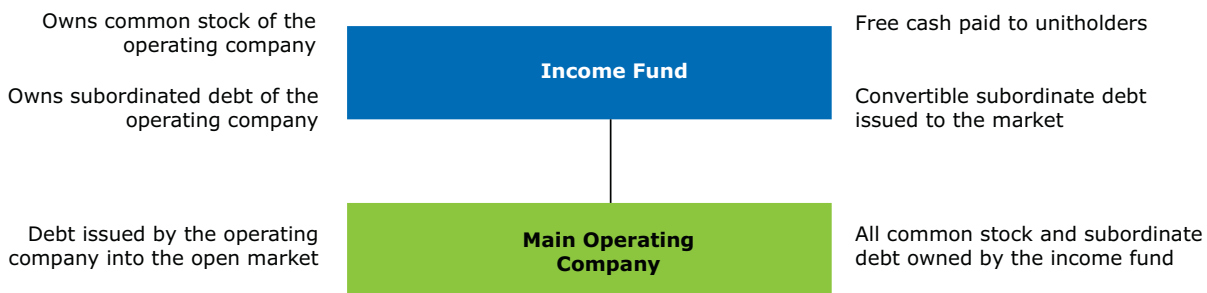 Owns common stock of the
operating company
Owns subordinated debt of the
operating company
Income Fund
Free cash paid to unitholders
Convertible subordinate debt
issued to the market
Debt issued by the operating
company into the open market
Main Operating
Company
All common stock and subordinate
debt owned by the income fund